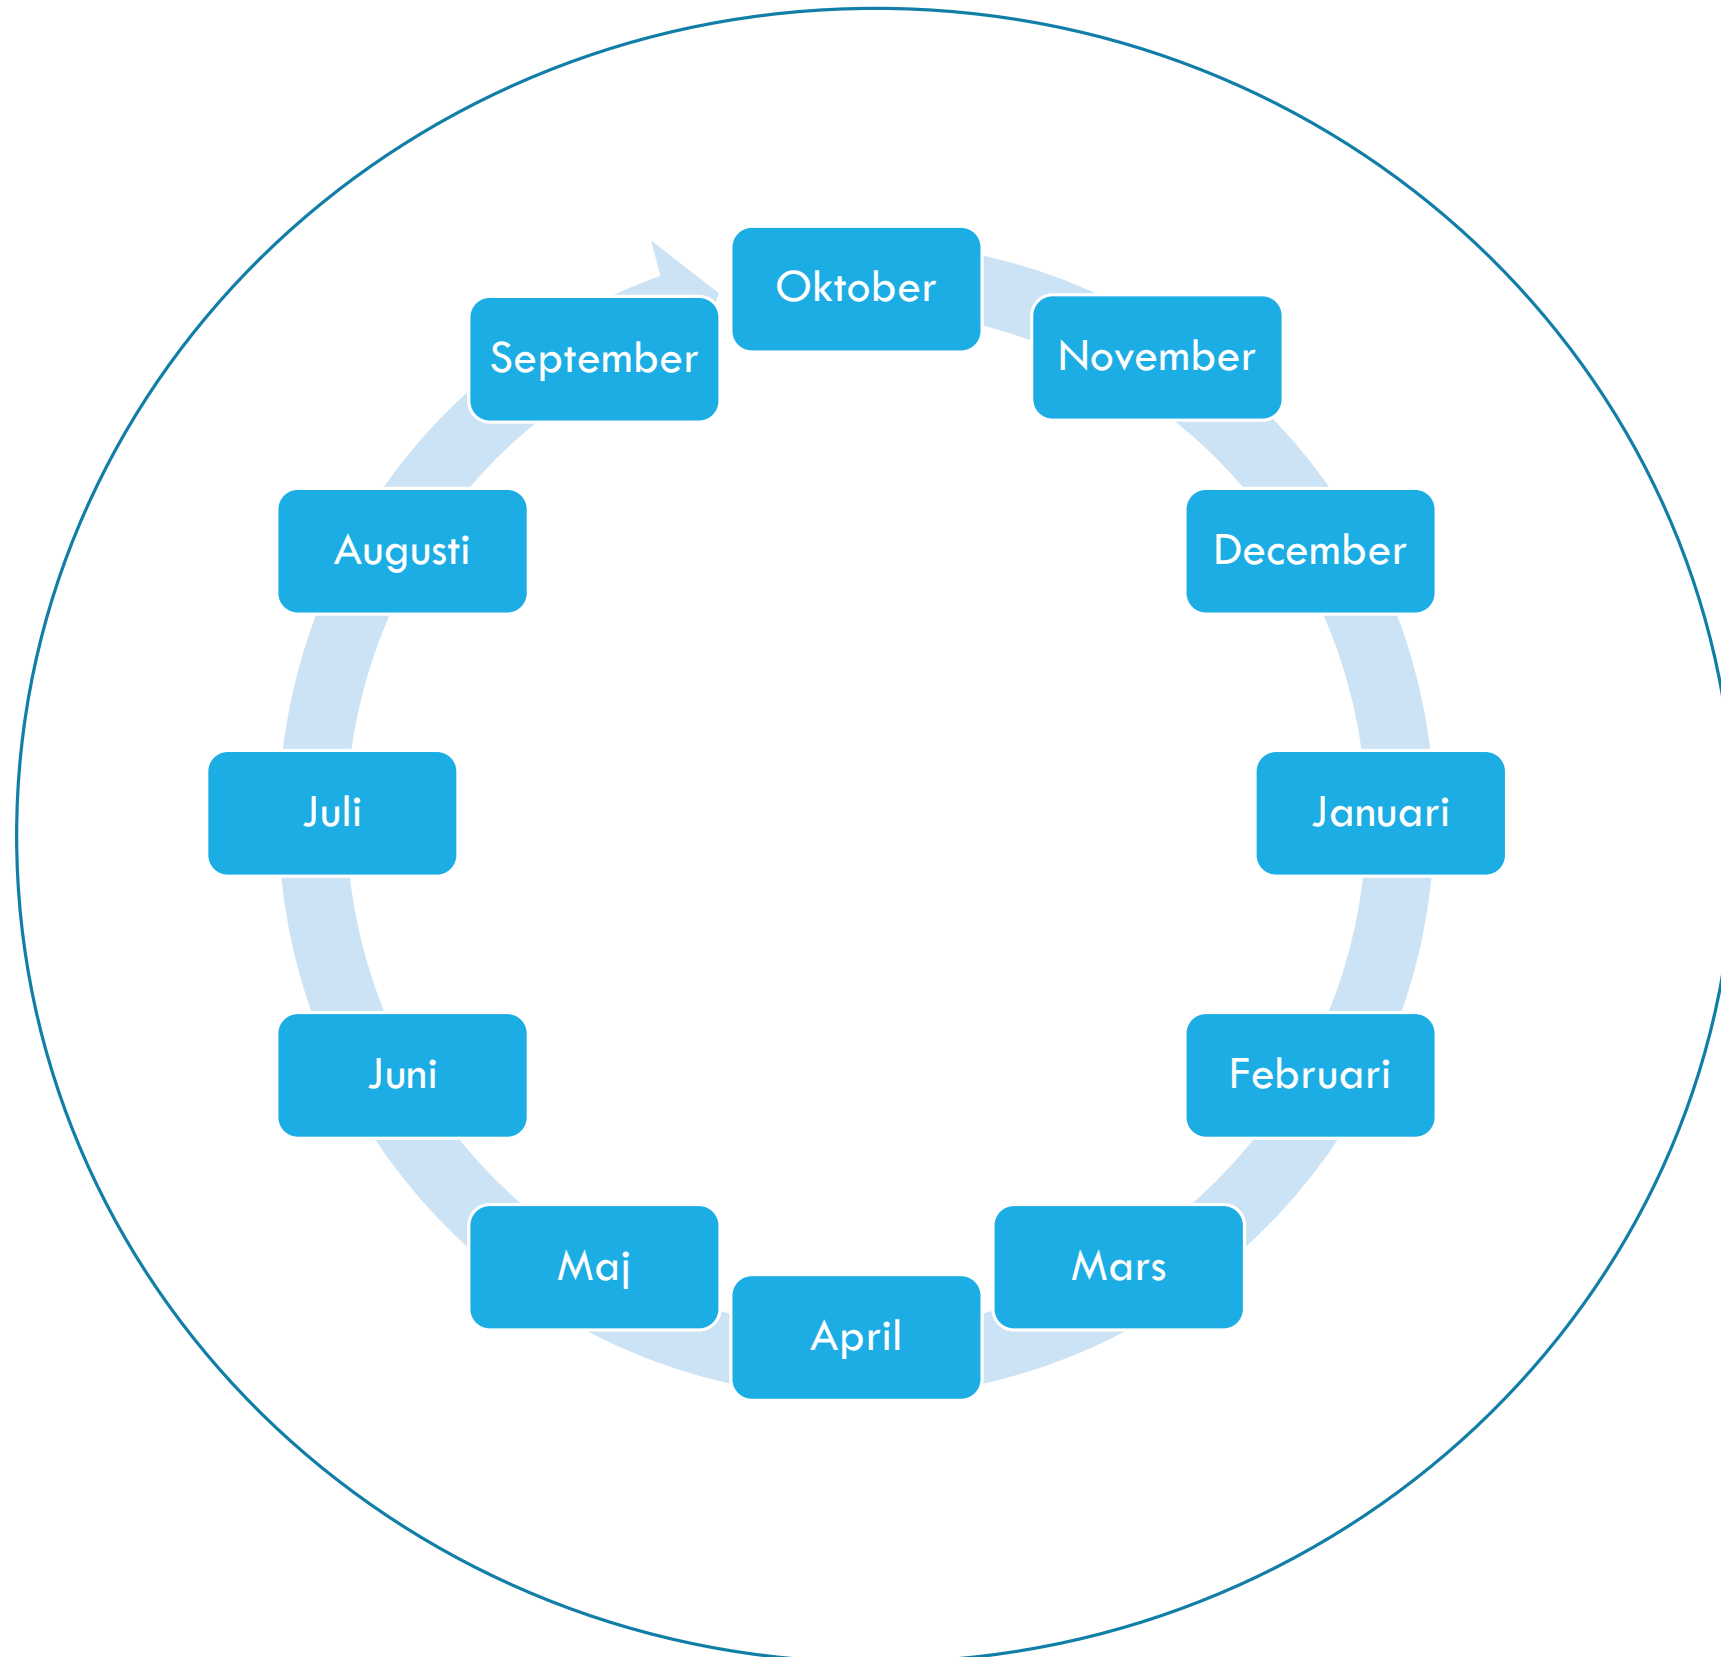 Oktober
November
December
Januari
Februari
Mars
April
Maj
Juni
Juli
Augusti
September